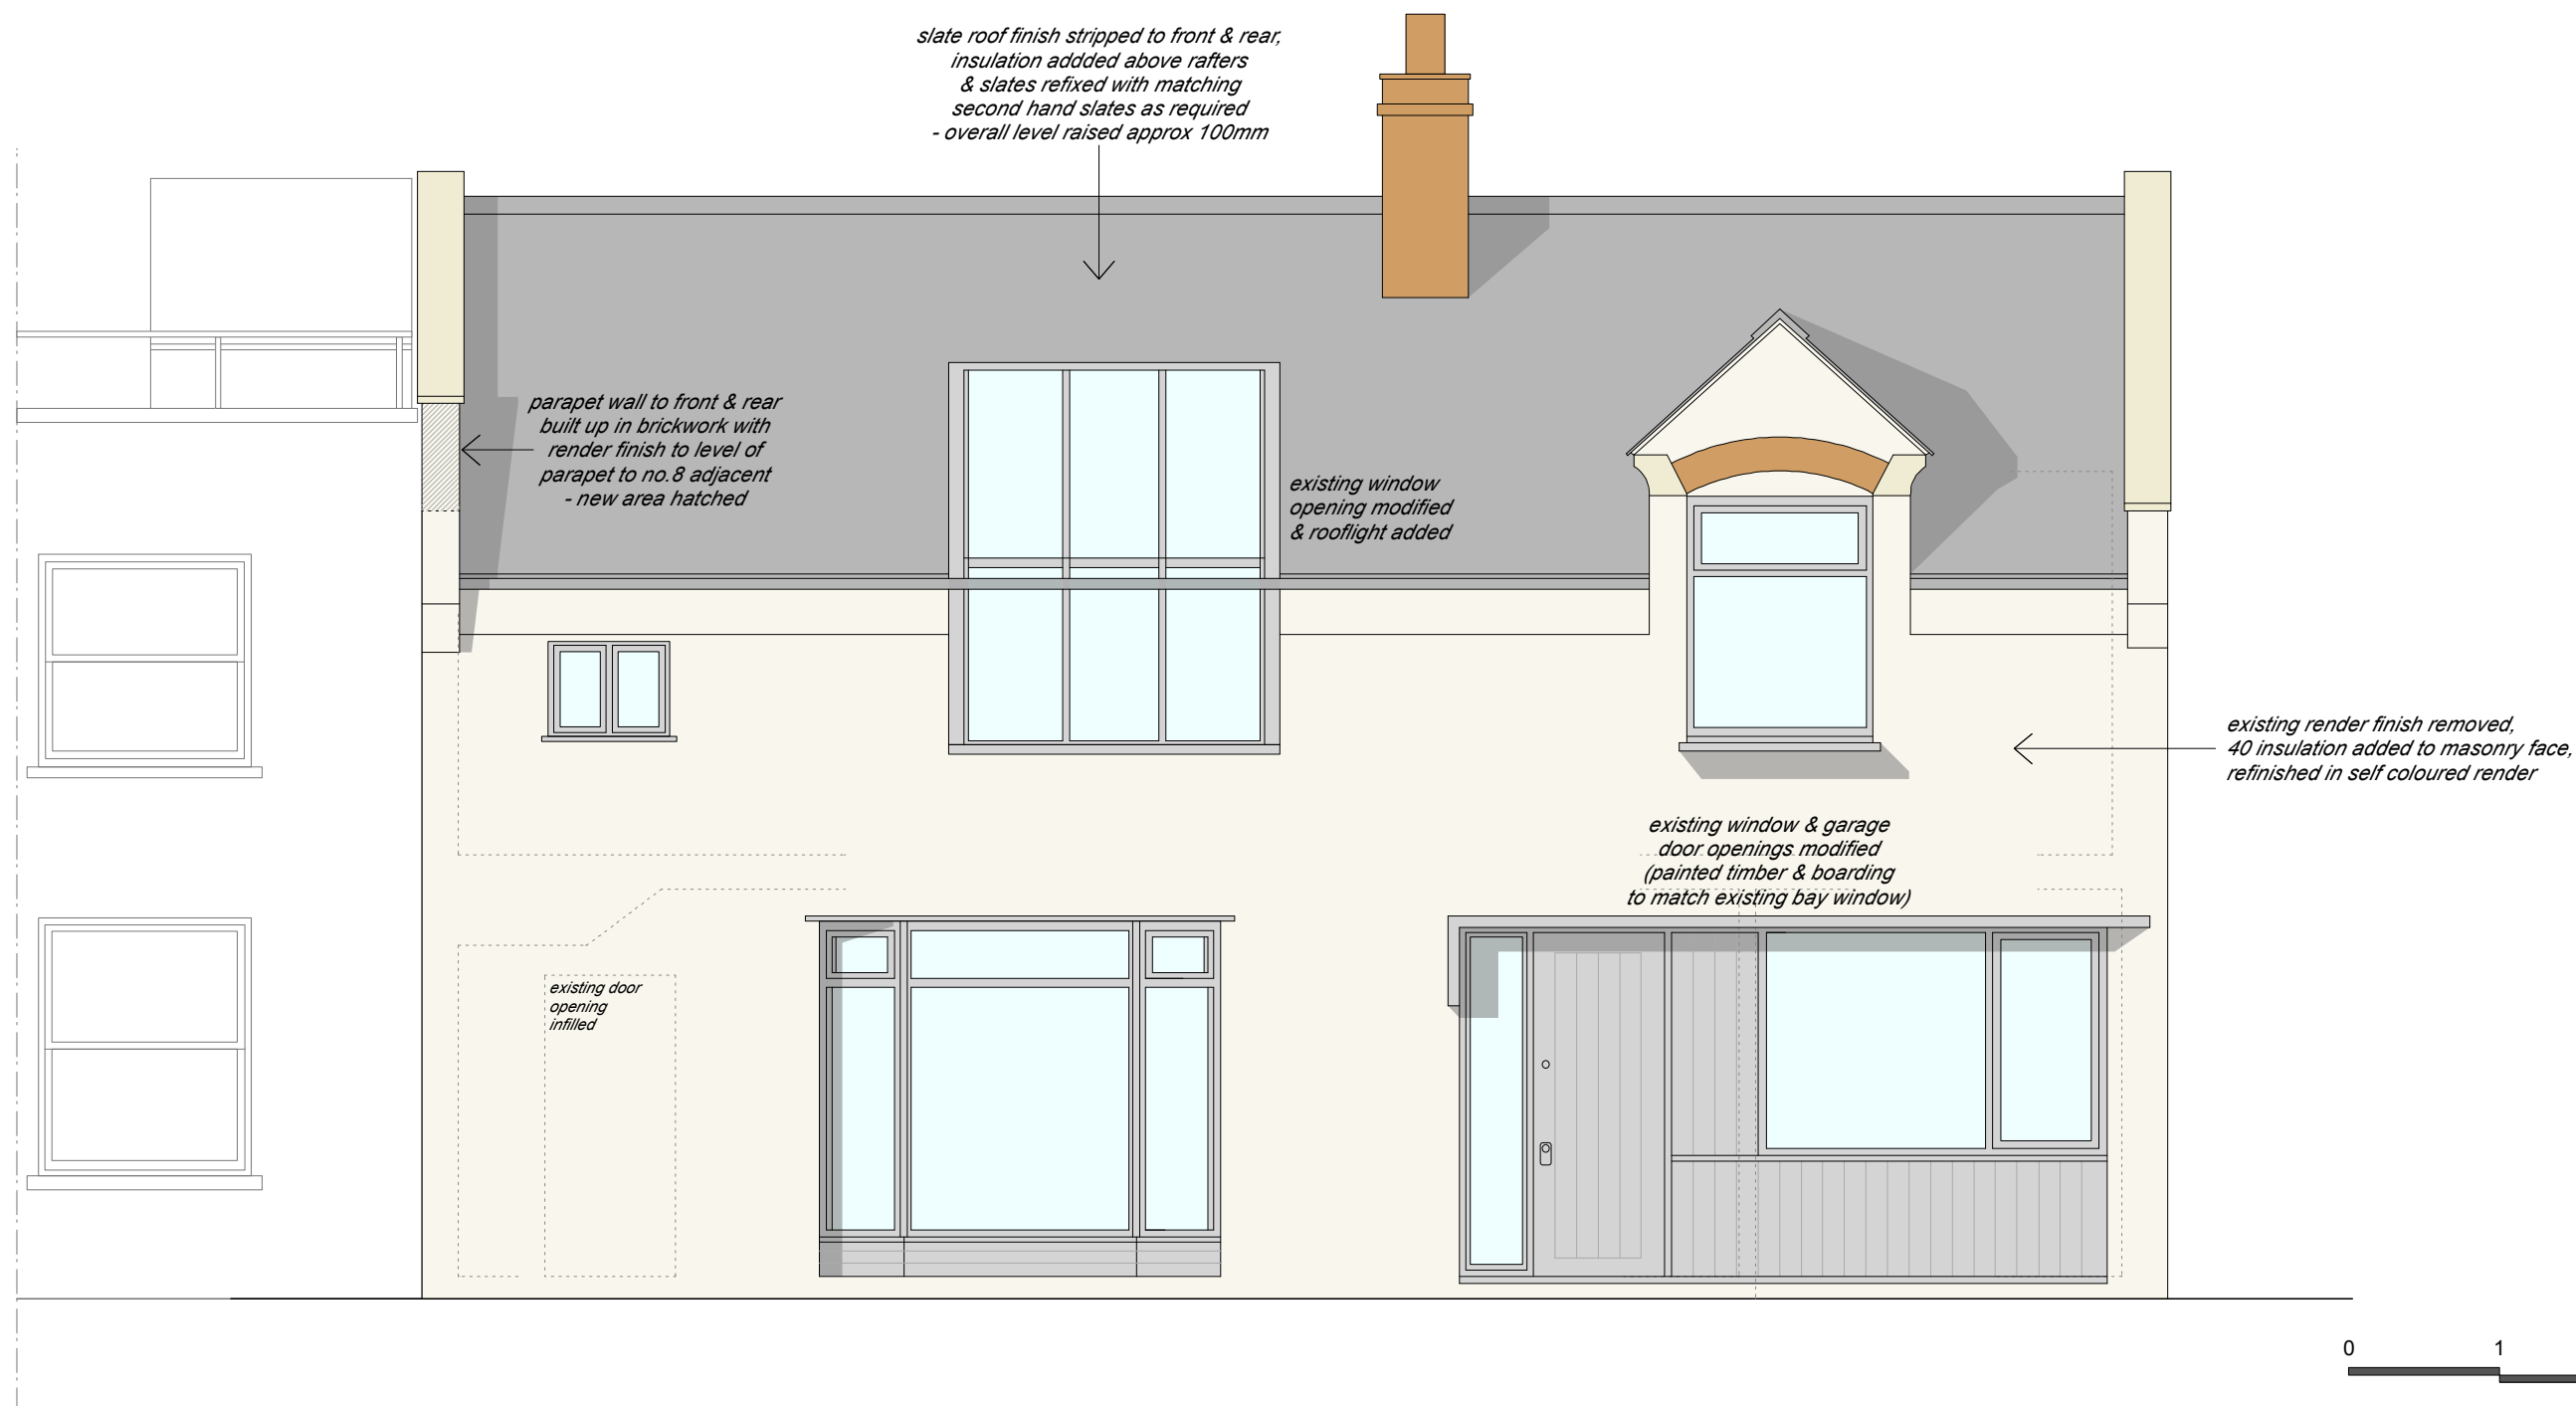 slate roof finish stripped to front & rear,
insulation addded above rafters
& slates refixed with matching
second hand slates as required
- overall level raised approx 100mm
parapet wall to front & rear
built up in brickwork with
render finish to level of
parapet to no.8 adjacent
- new area hatched
existing window
opening modified
& rooflight added
existing render finish removed,
40 insulation added to masonry face,
refinished in self coloured render
existing window & garage
door openings modified
(painted timber & boarding
to match existing bay window)
existing door
opening
infilled
0 1